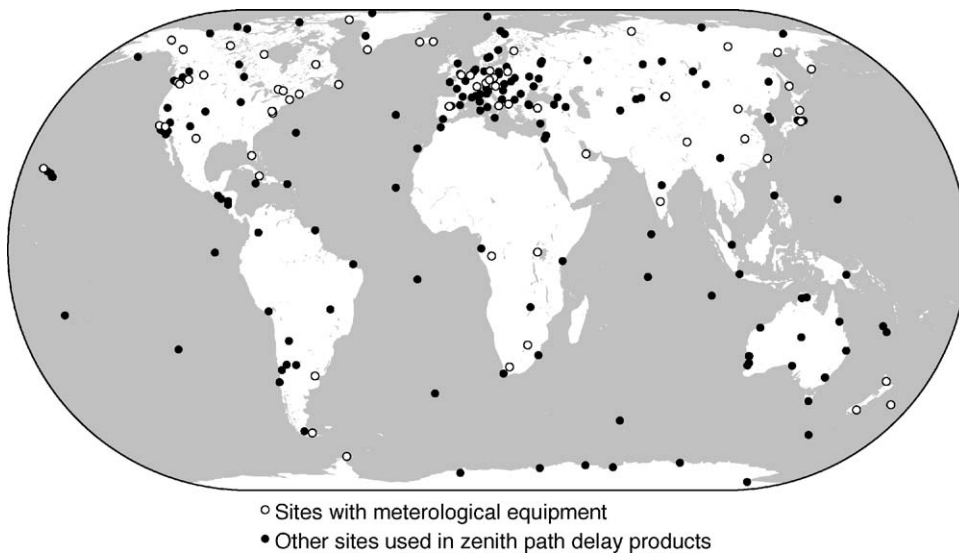 Sites with meterological equipment
Other sites used in zenith path delay products